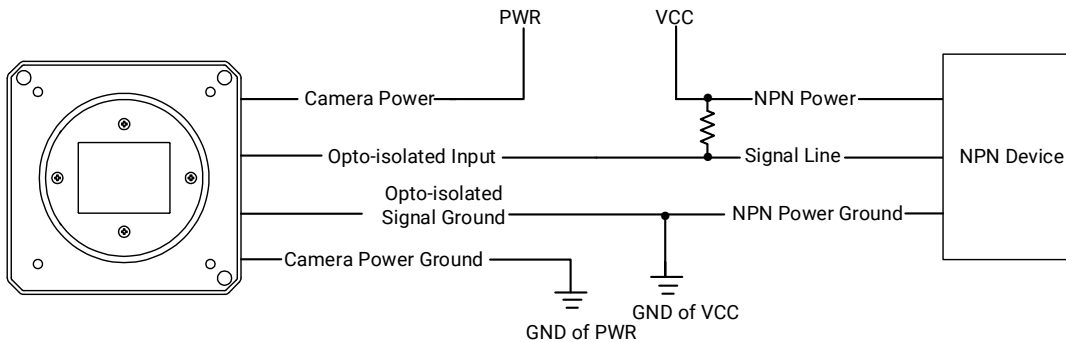 PWR
VCC
Camera Power
NPN Power
Opto-isolated Input
Signal Line
NPN Device
Opto-isolated
Signal Ground
NPN Power Ground
Camera Power Ground
GND of VCC
GND of PWR